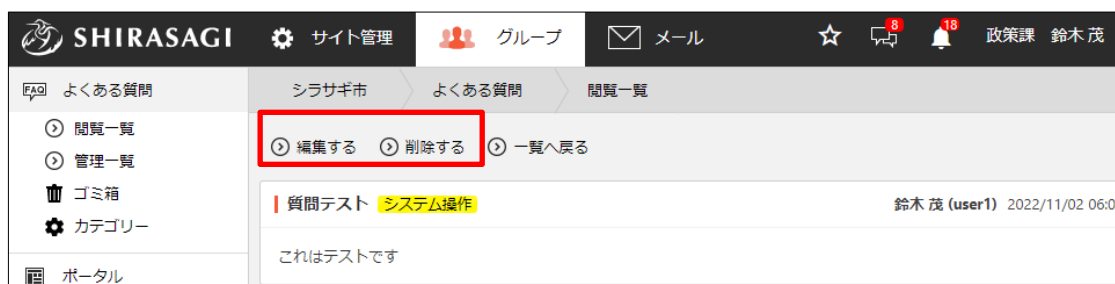 SHIRASAGI サイト管理 グループ メール 8 18 政策課 鈴木 茂
FAQ よくある質問 シラサギ市 よくある質問 閲覧一覧
閲覧一覧
管理一覧
ゴミ箱
カテゴリー
ポータル
編集する 削除する 一覧へ戻る
質問テスト システム操作 鈴木 茂 (user1) 2022/11/02 06:0
これはテストです